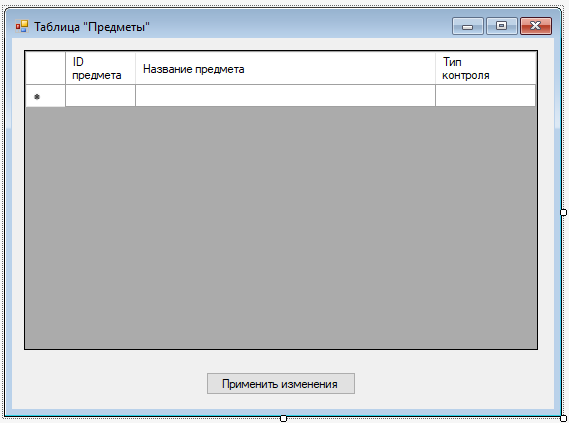 Таблица "Предметы"
ID
предмета
Название предмета
Тип
контроля
Применить изменения